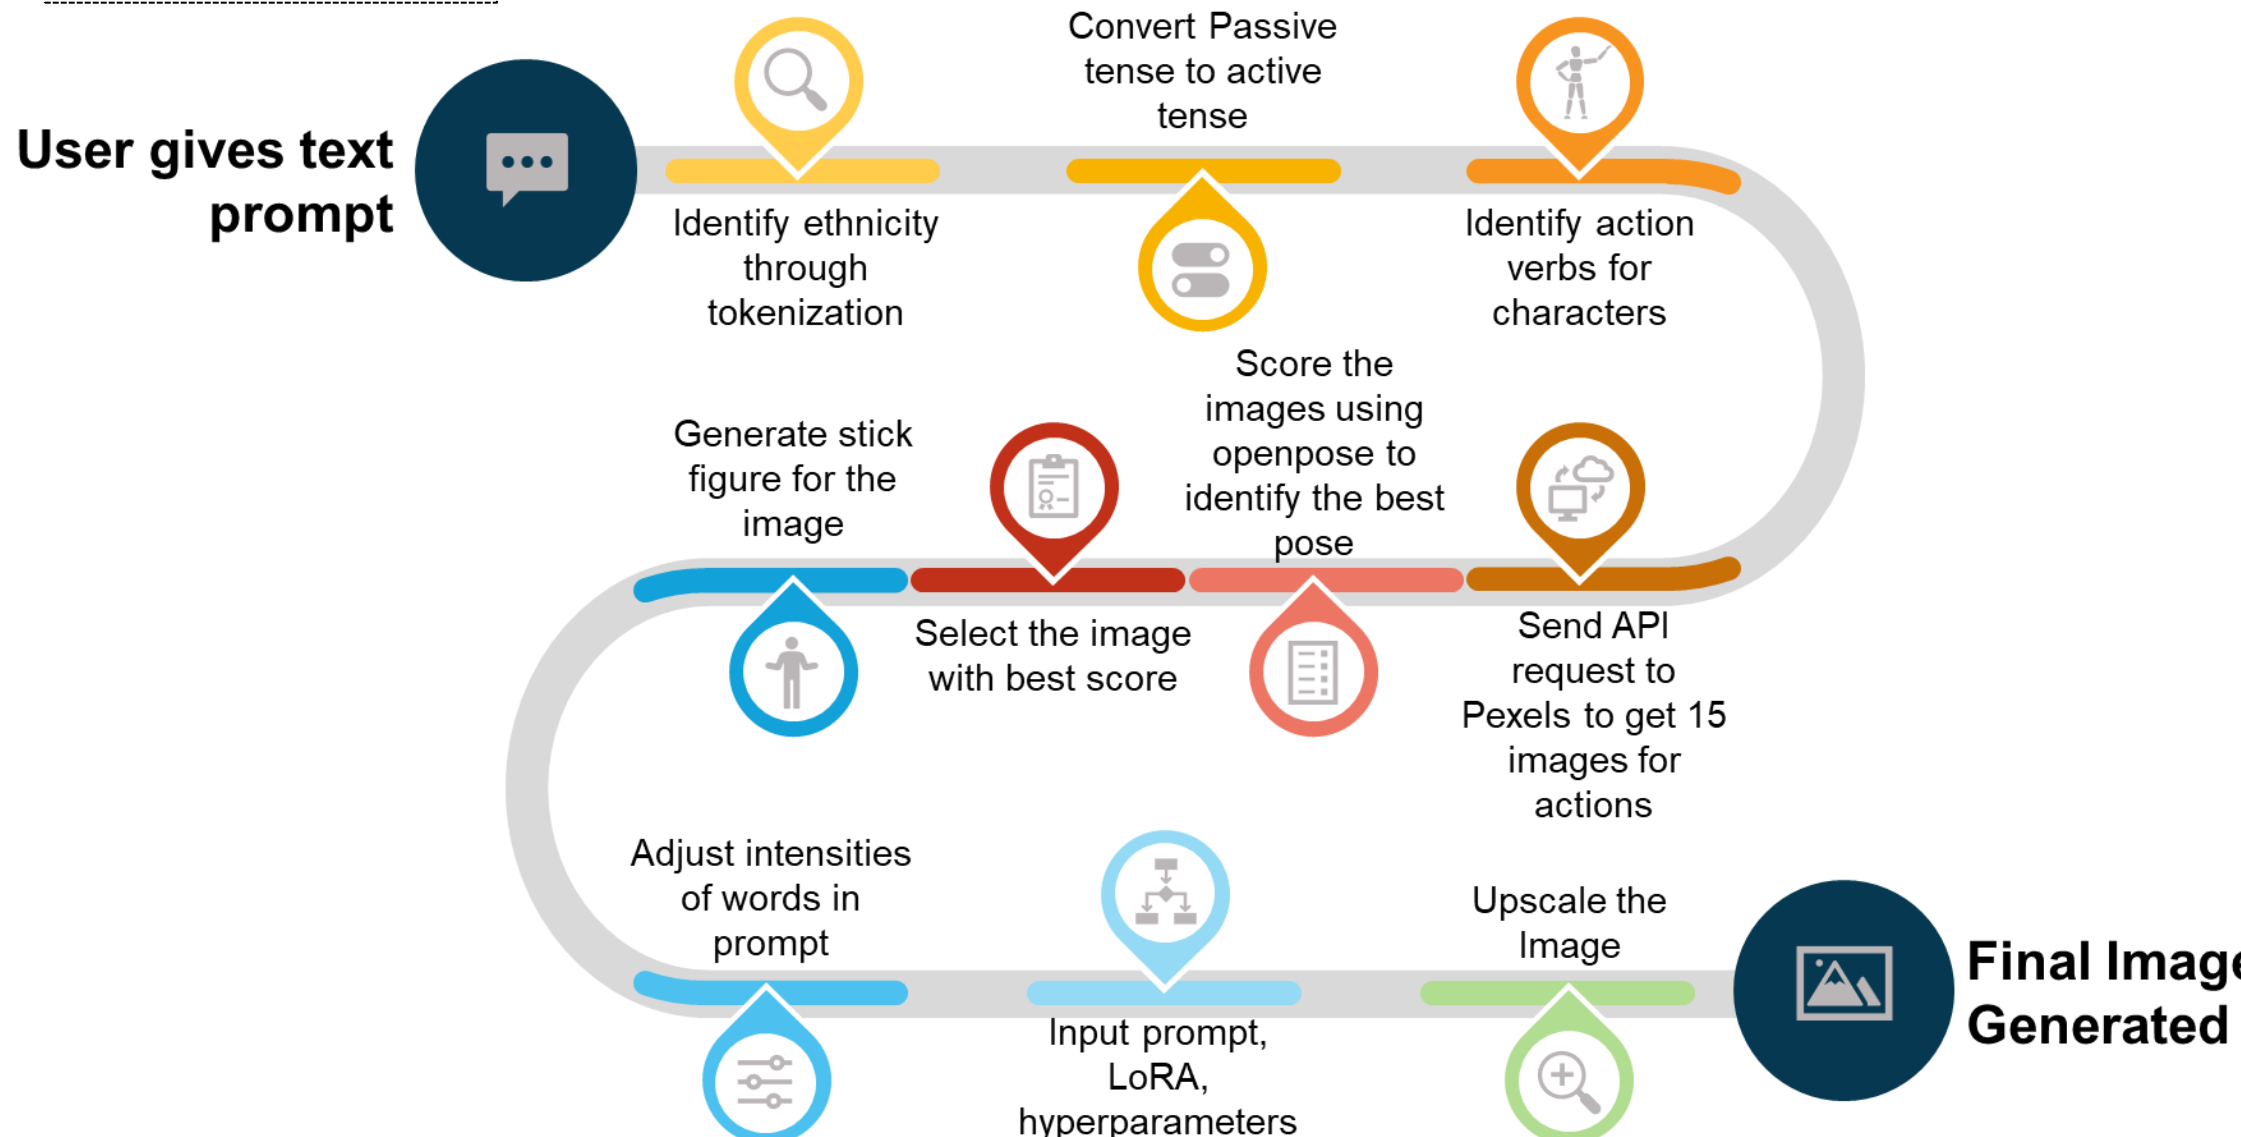 User gives text
prompt
Identify ethnicity
through
tokenization
Convert Passive
tense to active
tense
Identify action
verbs for
characters
Send API
request to
Pexels to get 15
images for
actions
Score the
images using
openpose to
identify the best
pose
Select the image
with best score
Generate stick
figure for the
image
Adjust intensities
of words in
prompt
Input prompt,
LoRA,
hyperparameters
Upscale the
Image
Final Image
Generated